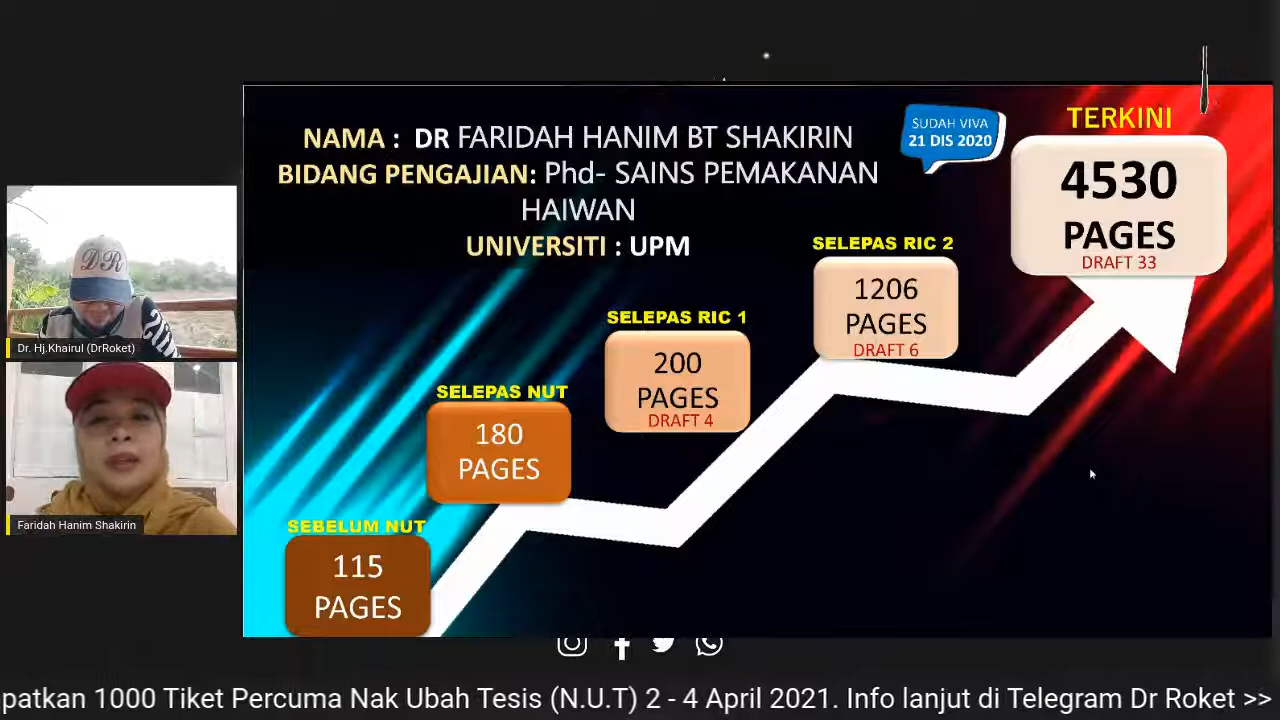 NAMA : DR FARIDAH HANIM BT SHAKIRIN
BIDANG PENGAJIAN: Phd- SAINS PEMAKANAN
HAIWAN
UNIVERSITI : UPM
SUDAH VIVA
21 DIS 2020
TERKINI
4530
PAGES
DRAFT 33
SELEPAS RIC 2
1206
PAGES
DRAFT 6
SELEPAS RIC 1
200
PAGES
DRAFT 4
SELEPAS NUT
180
PAGES
SEBELUM NUT
115
PAGES
DR
Dr. Hj.Khairul (DrRoket)
Faridah Hanim Shakirin
patkan 1000 Tiket Percuma Nak Ubah Tesis (N.U.T) 2 - 4 April 2021. Info lanjut di Telegram Dr Roket >>